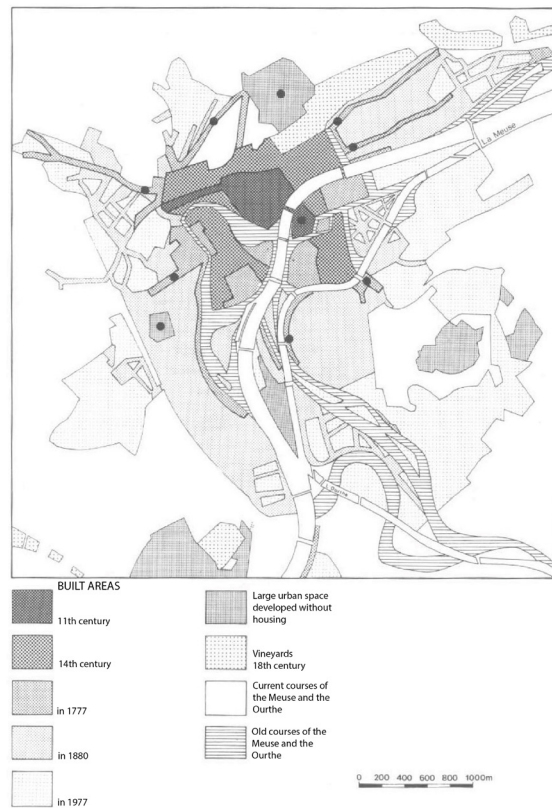 La Meuse
BUILT AREAS
11th century
14th century
in 1777
in 1880
in 1977
Large urban space
developed without
housing
Vineyards
18th century
Current courses of
the Meuse and the
Ourthe
Old courses of the
Meuse and the
Ourthe
0 200 400 600 800 1000m